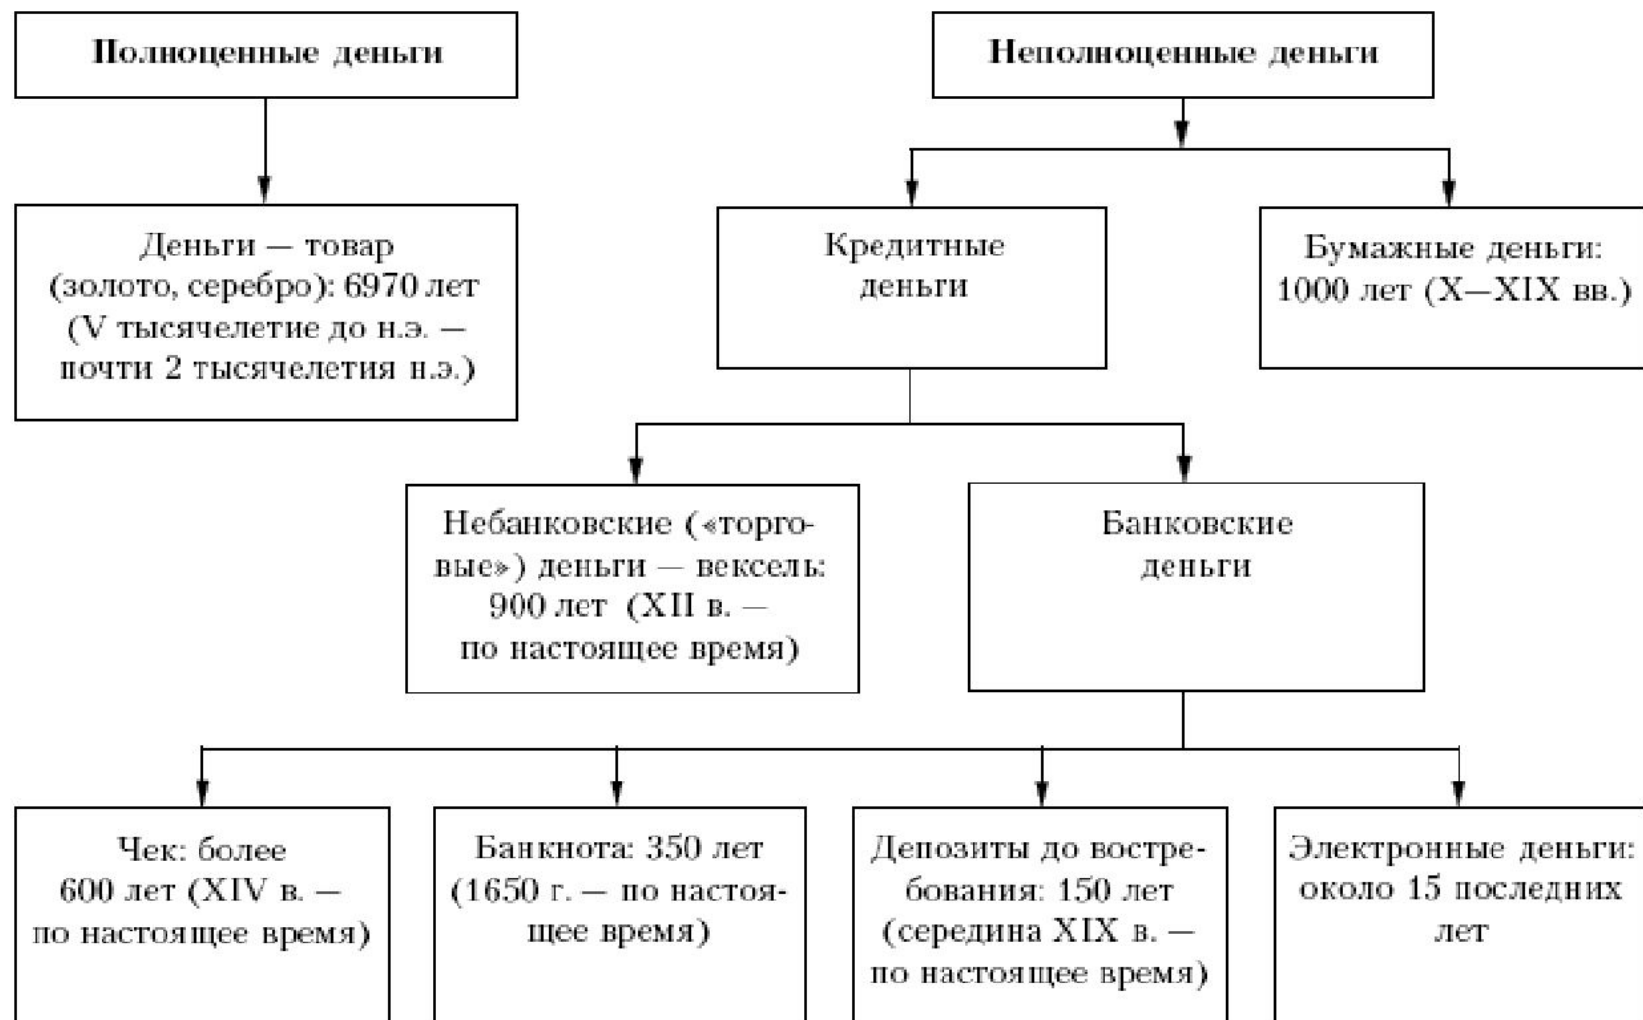 Полноценные деньги
Неполноценные деньги
Деньги — товар
(золото, серебро): 6970 лет
(V тысячелетие до н.э. —
почти 2 тысячелетия н.э.)
Кредитные
деньги
Бумажные деньги:
1000 лет (X—XIX вв.)
Небанковские («торго-
вые») деньги — вексель:
900 лет (XII в. —
по настоящее время)
Банковские
деньги
Чек: более
600 лет (XIV в. —
по настоящее время)
Банкнота: 350 лет
(1650 г. — по настоя-
щее время)
Депозиты до востре-
бования: 150 лет
(середина XIX в. —
по настоящее время)
Электронные деньги:
около 15 последних
лет